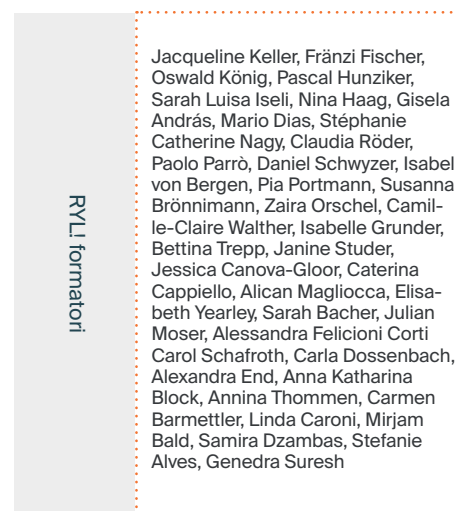 RYL! formatori
Jacqueline Keller, Fränzi Fischer,
Oswald König, Pascal Hunziker,
Sarah Luisa Iseli, Nina Haag, Gisela
András, Mario Dias, Stéphanie
Catherine Nagy, Claudia Röder,
Paolo Parrò, Daniel Schwyzer, Isabel
von Bergen, Pia Portmann, Susanna
Brönnimann, Zaira Orschel, Camil-
le-Claire Walther, Isabelle Grunder,
Bettina Trepp, Janine Studer,
Jessica Canova-Gloor, Caterina
Cappiello, Alican Magliocca, Elisa-
beth Yearley, Sarah Bacher, Julian
Moser, Alessandra Felicioni Corti
Carol Schafroth, Carla Dossenbach,
Alexandra End, Anna Katharina
Block, Annina Thommen, Carmen
Barmettler, Linda Caroni, Mirjam
Bald, Samira Dzambas, Stefanie
Alves, Genedra Suresh